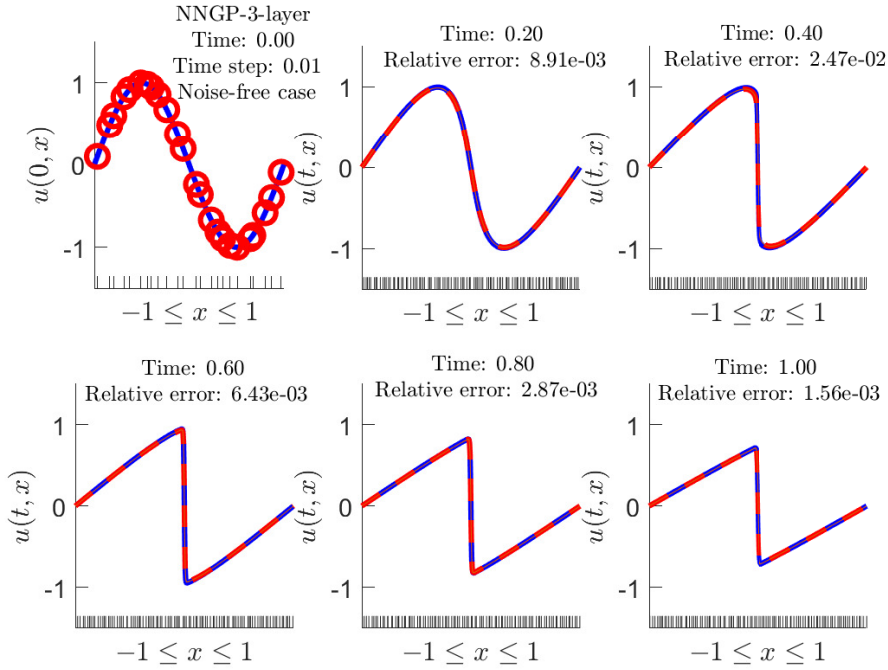 NNGP-3-layer
Time: 0.00
Time step: 0.01
Noise-free case
1
0
-1
u(0, x)
−1 ≤ x ≤ 1
Time: 0.20
Relative error: 8.91e-03
1
0
-1
u(t, x)
−1 ≤ x ≤ 1
Time: 0.40
Relative error: 2.47e-02
1
0
-1
u(t, x)
−1 ≤ x ≤ 1
Time: 0.60
Relative error: 6.43e-03
1
0
-1
u(t, x)
−1 ≤ x ≤ 1
Time: 0.80
Relative error: 2.87e-03
1
0
-1
u(t, x)
−1 ≤ x ≤ 1
Time: 1.00
Relative error: 1.56e-03
1
0
-1
u(t, x)
−1 ≤ x ≤ 1